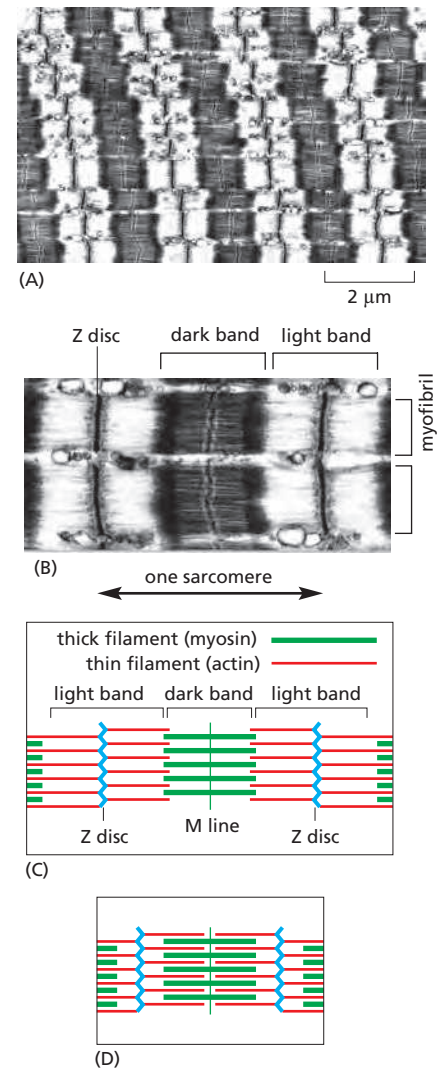 (A)
2 μm
Z disc
dark band
light band
myofibril
(B)
one sarcomere
thick filament (myosin)
thin filament (actin)
light band
dark band
light band
Z disc
M line
Z disc
(C)
(D)